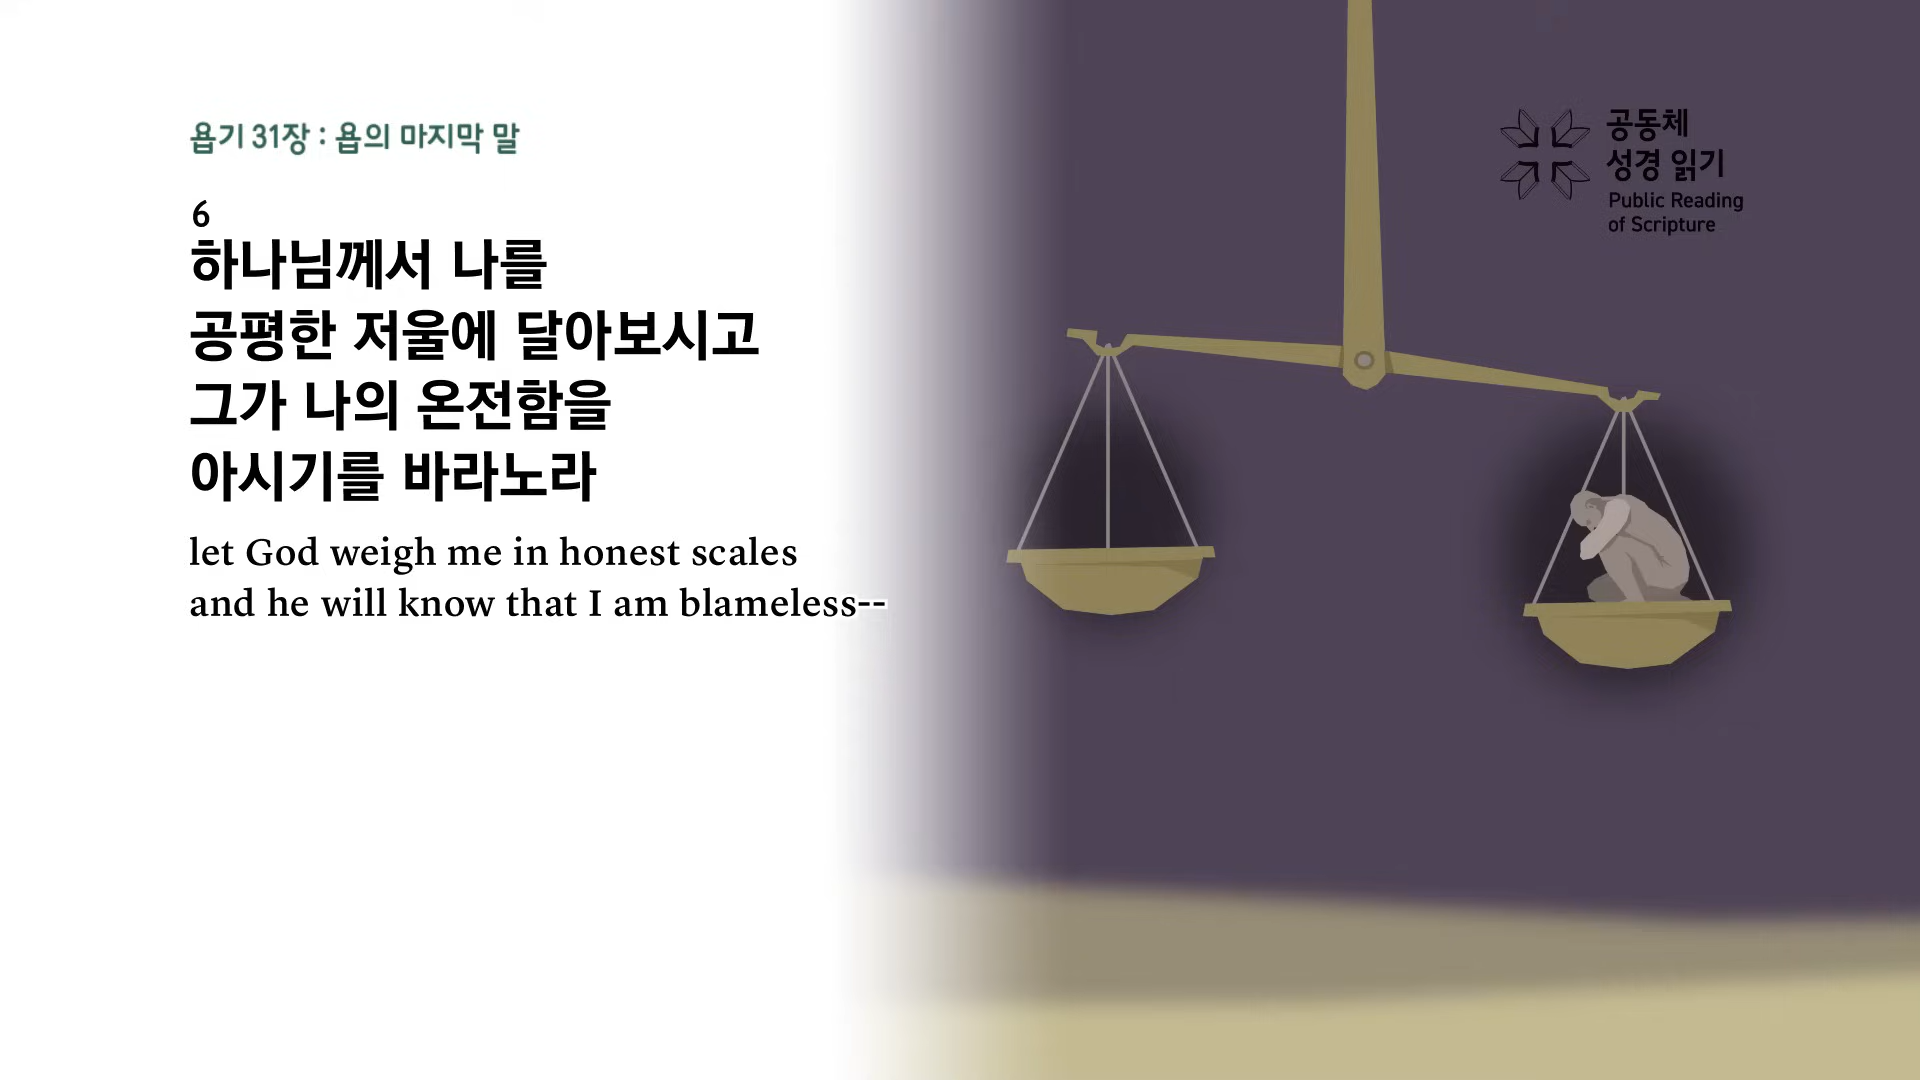 욥기 31장 : 욥의 마지막 말
6
하나님께서 나를
공평한 저울에 달아보시고
그가 나의 온전함을
아시기를 바라노라
let God weigh me in honest scales
and he will know that I am blameless--
공동체
성경 읽기
Public Reading
of Scripture